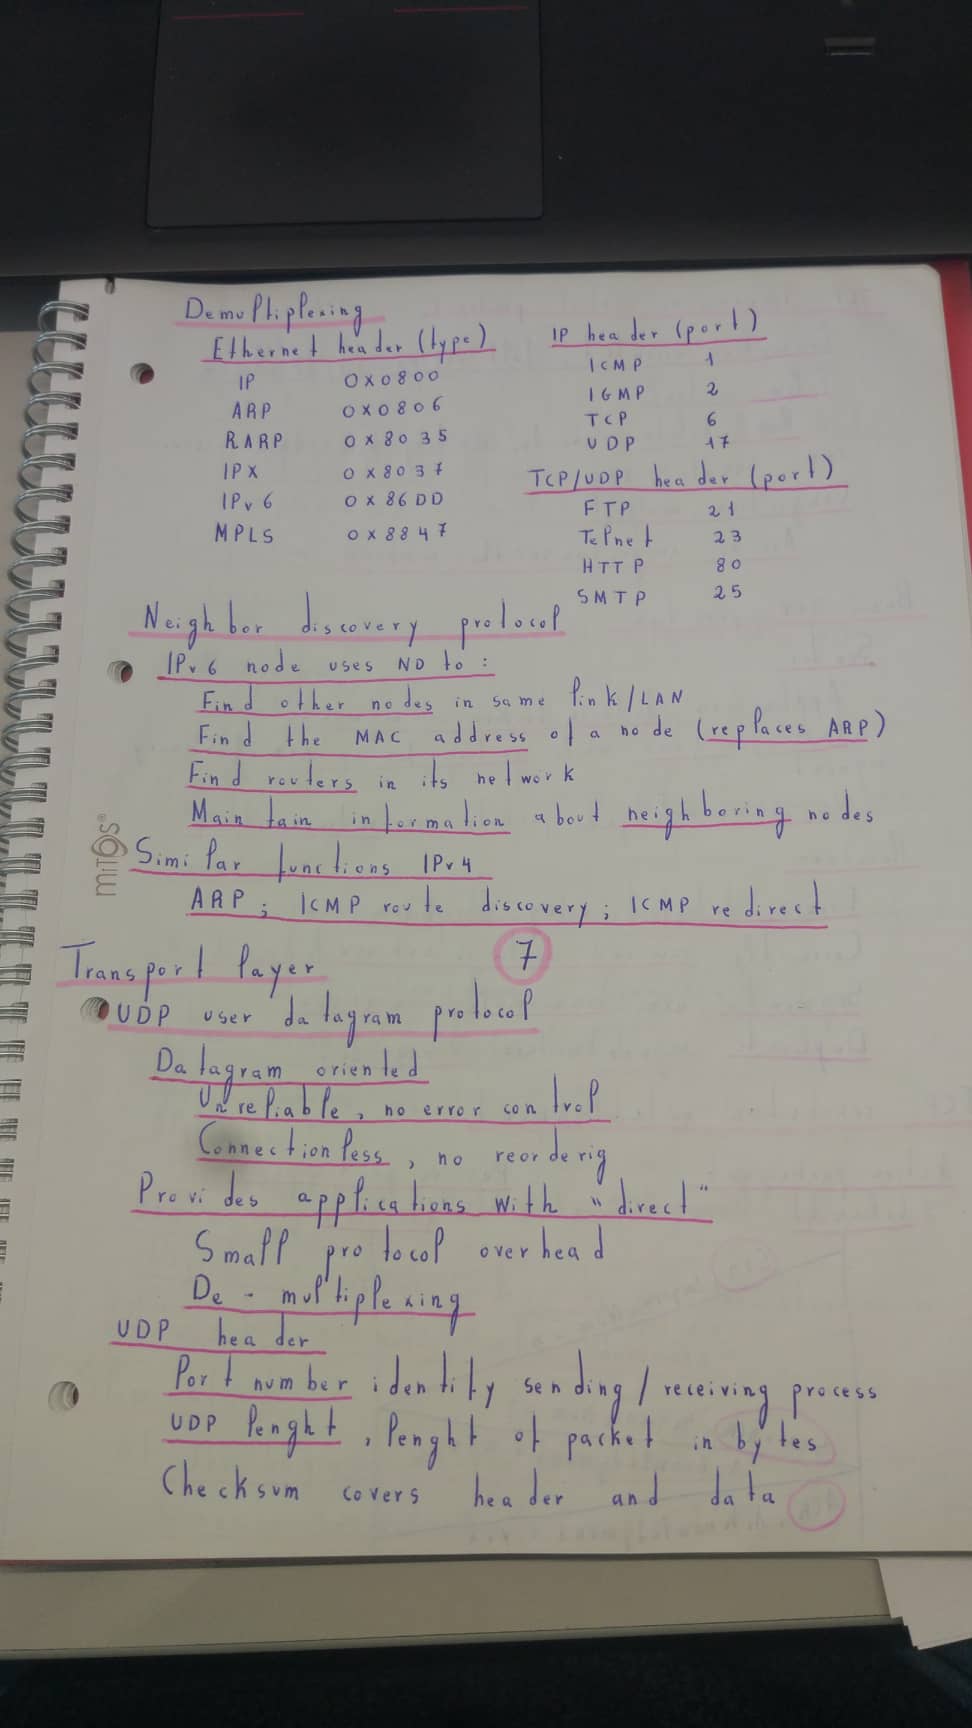 Demultiplexing
Ethernet header (type)
IP 0x0800
ARP 0x0806
RARP 0x8035
IPX 0x8037
IPv6 0x86DD
MPLS 0x8847
IP header (port)
ICMP 1
IGMP 2
TCP 6
UDP 17
TCP/UDP header (port)
FTP 21
Telnet 23
HTTP 80
SMTP 25
Neighbor discovery protocol
IPv6 node uses ND to:
Find other nodes in same link/LAN
Find the MAC address of a node (replaces ARP)
Find routers in its network
Maintain information about neighboring nodes
Similar functions IPv4
ARP; ICMP route discovery; ICMP redirect
mitos®
7
Transport layer
UDP user datagram protocol
Datagram oriented
Unreliable, no error control
Connectionless, no reorderig
Provides applications with "direct"
Small protocol overhead
De-multiplexing
UDP header
Port number identify sending/receiving process
UDP lenght, lenght of packet in bytes
Checksum covers header and data